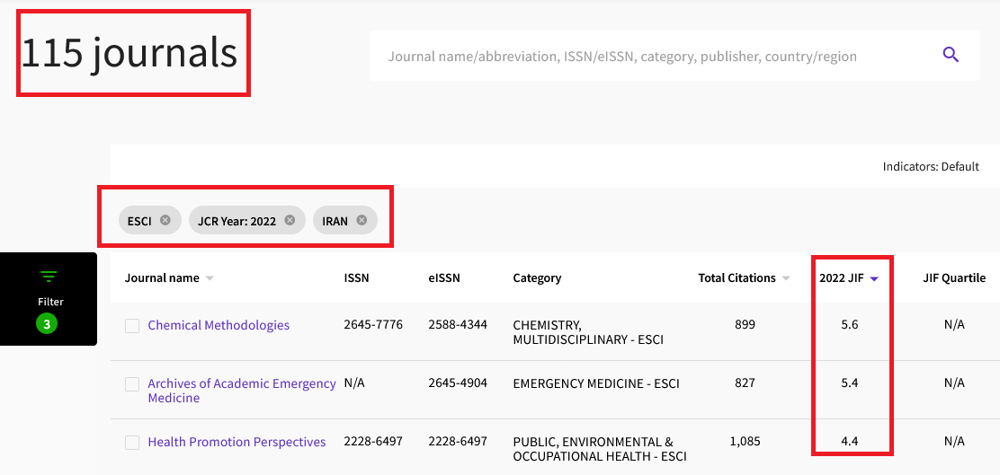 115 journals
Journal name/abbreviation, ISSN/eISSN, category, publisher, country/region
Indicators: Default
ESCI JCR Year: 2022 IRAN
Filter
3
Journal name ISSN eISSN Category Total Citations 2022 JIF JIF Quartile
Chemical Methodologies 2645-7776 2588-4344 CHEMISTRY, 899 5.6 N/A
MULTIDISCIPLINARY - ESCI
Archives of Academic Emergency N/A 2645-4904 EMERGENCY MEDICINE - ESCI 827 5.4 N/A
Medicine
Health Promotion Perspectives 2228-6497 2228-6497 PUBLIC, ENVIRONMENTAL & 1,085 4.4 N/A
OCCUPATIONAL HEALTH - ESCI